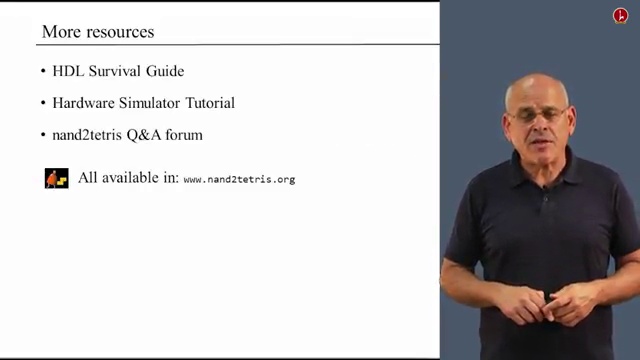 More resources
• HDL Survival Guide
• Hardware Simulator Tutorial
• nand2tetris Q&A forum
All available in: www.nand2tetris.org